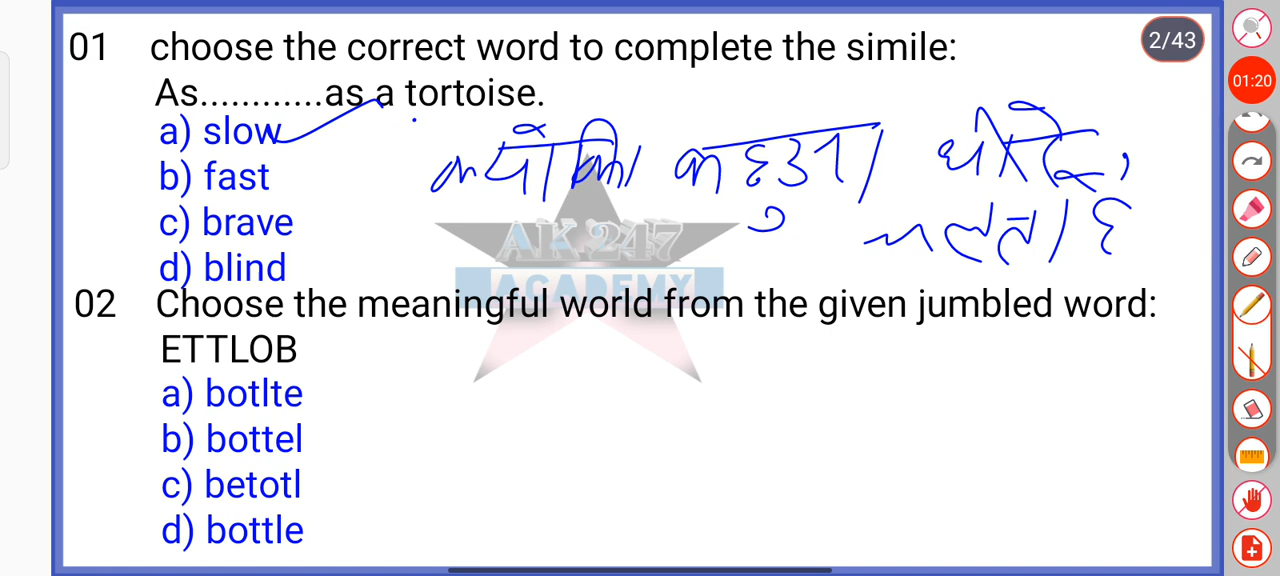 01 choose the correct word to complete the simile:
As............as a tortoise.
a) slow
b) fast
c) brave
d) blind
क्योंकि कछुआ धीरे
चलता है
02 Choose the meaningful world from the given jumbled word:
ETTLOB
a) botlte
b) bottel
c) betotl
d) bottle
AK 247
ACADEMY
2/43
01:20